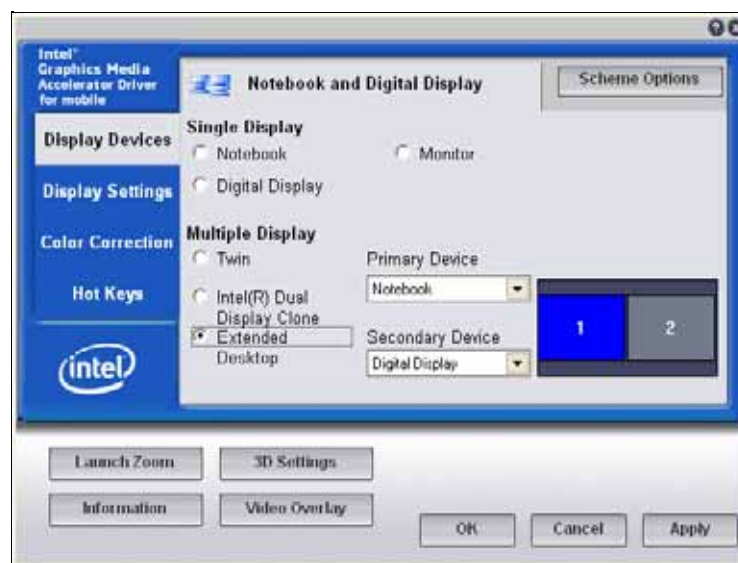 Intel®
Graphics Media
Accelerator Driver
for mobile
Notebook and Digital Display
Scheme Options
Display Devices
Display Settings
Color Correction
Hot Keys
intel
Single Display
Notebook
Monitor
Digital Display
Multiple Display
Twin
Primary Device
Notebook
Intel(R) Dual
Display Clone
Extended
Desktop
Secondary Device
Digital Display
1 2
Launch Zoom
3D Settings
Information
Video Overlay
OK
Cancel
Apply